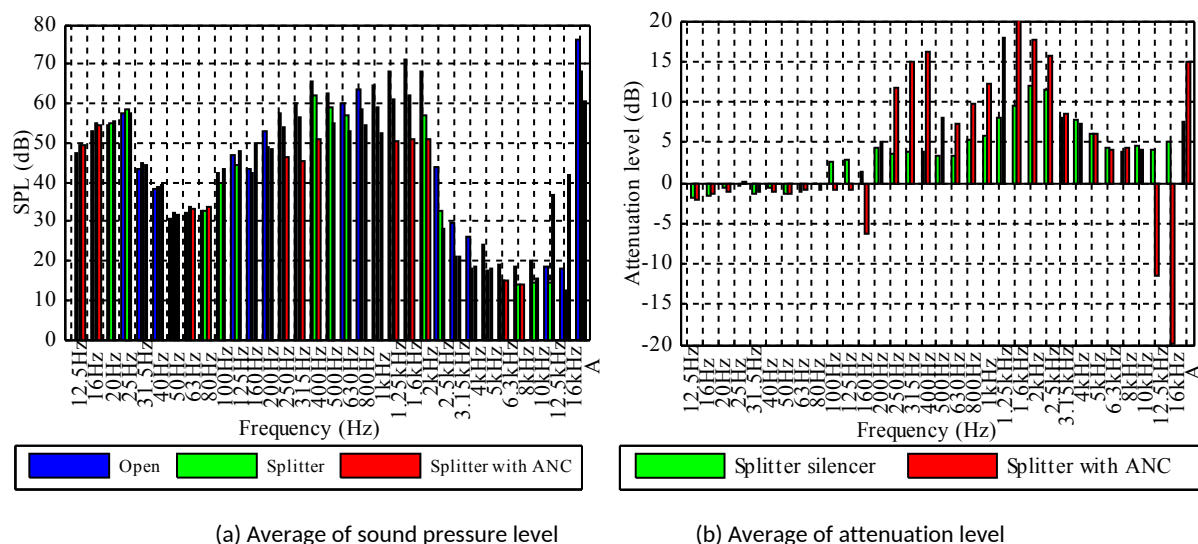 80
70
60
50
40
30
20
10
0
SPL (dB)
12.5Hz
16Hz
20Hz
25Hz
31.5Hz
40Hz
50Hz
63Hz
80Hz
100Hz
125Hz
160Hz
200Hz
250Hz
315Hz
400Hz
500Hz
630Hz
800Hz
1kHz
1.25kHz
1.6kHz
2kHz
2.5kHz
3.15kHz
4kHz
5kHz
6.3kHz
8kHz
10kHz
12.5kHz
16kHz
A
Frequency (Hz)
Open
Splitter
Splitter with ANC
(a) Average of sound pressure level
20
15
10
5
0
-5
-10
-15
-20
Attenuation level (dB)
12.5Hz
16Hz
20Hz
25Hz
31.5Hz
40Hz
50Hz
63Hz
80Hz
100Hz
125Hz
160Hz
200Hz
250Hz
315Hz
400Hz
500Hz
630Hz
800Hz
1kHz
1.25kHz
1.6kHz
2kHz
2.5kHz
3.15kHz
4kHz
5kHz
6.3kHz
8kHz
10kHz
12.5kHz
16kHz
A
Frequency (Hz)
Splitter silencer
Splitter with ANC
(b) Average of attenuation level